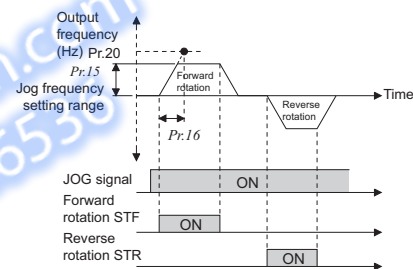 Output
frequency
(Hz) Pr.20
Pr.15
Jog frequency
setting range
Forward
rotation
Reverse
rotation
Time
Pr.16
JOG signal
ON
Forward
rotation STF
ON
Reverse
rotation STR
ON